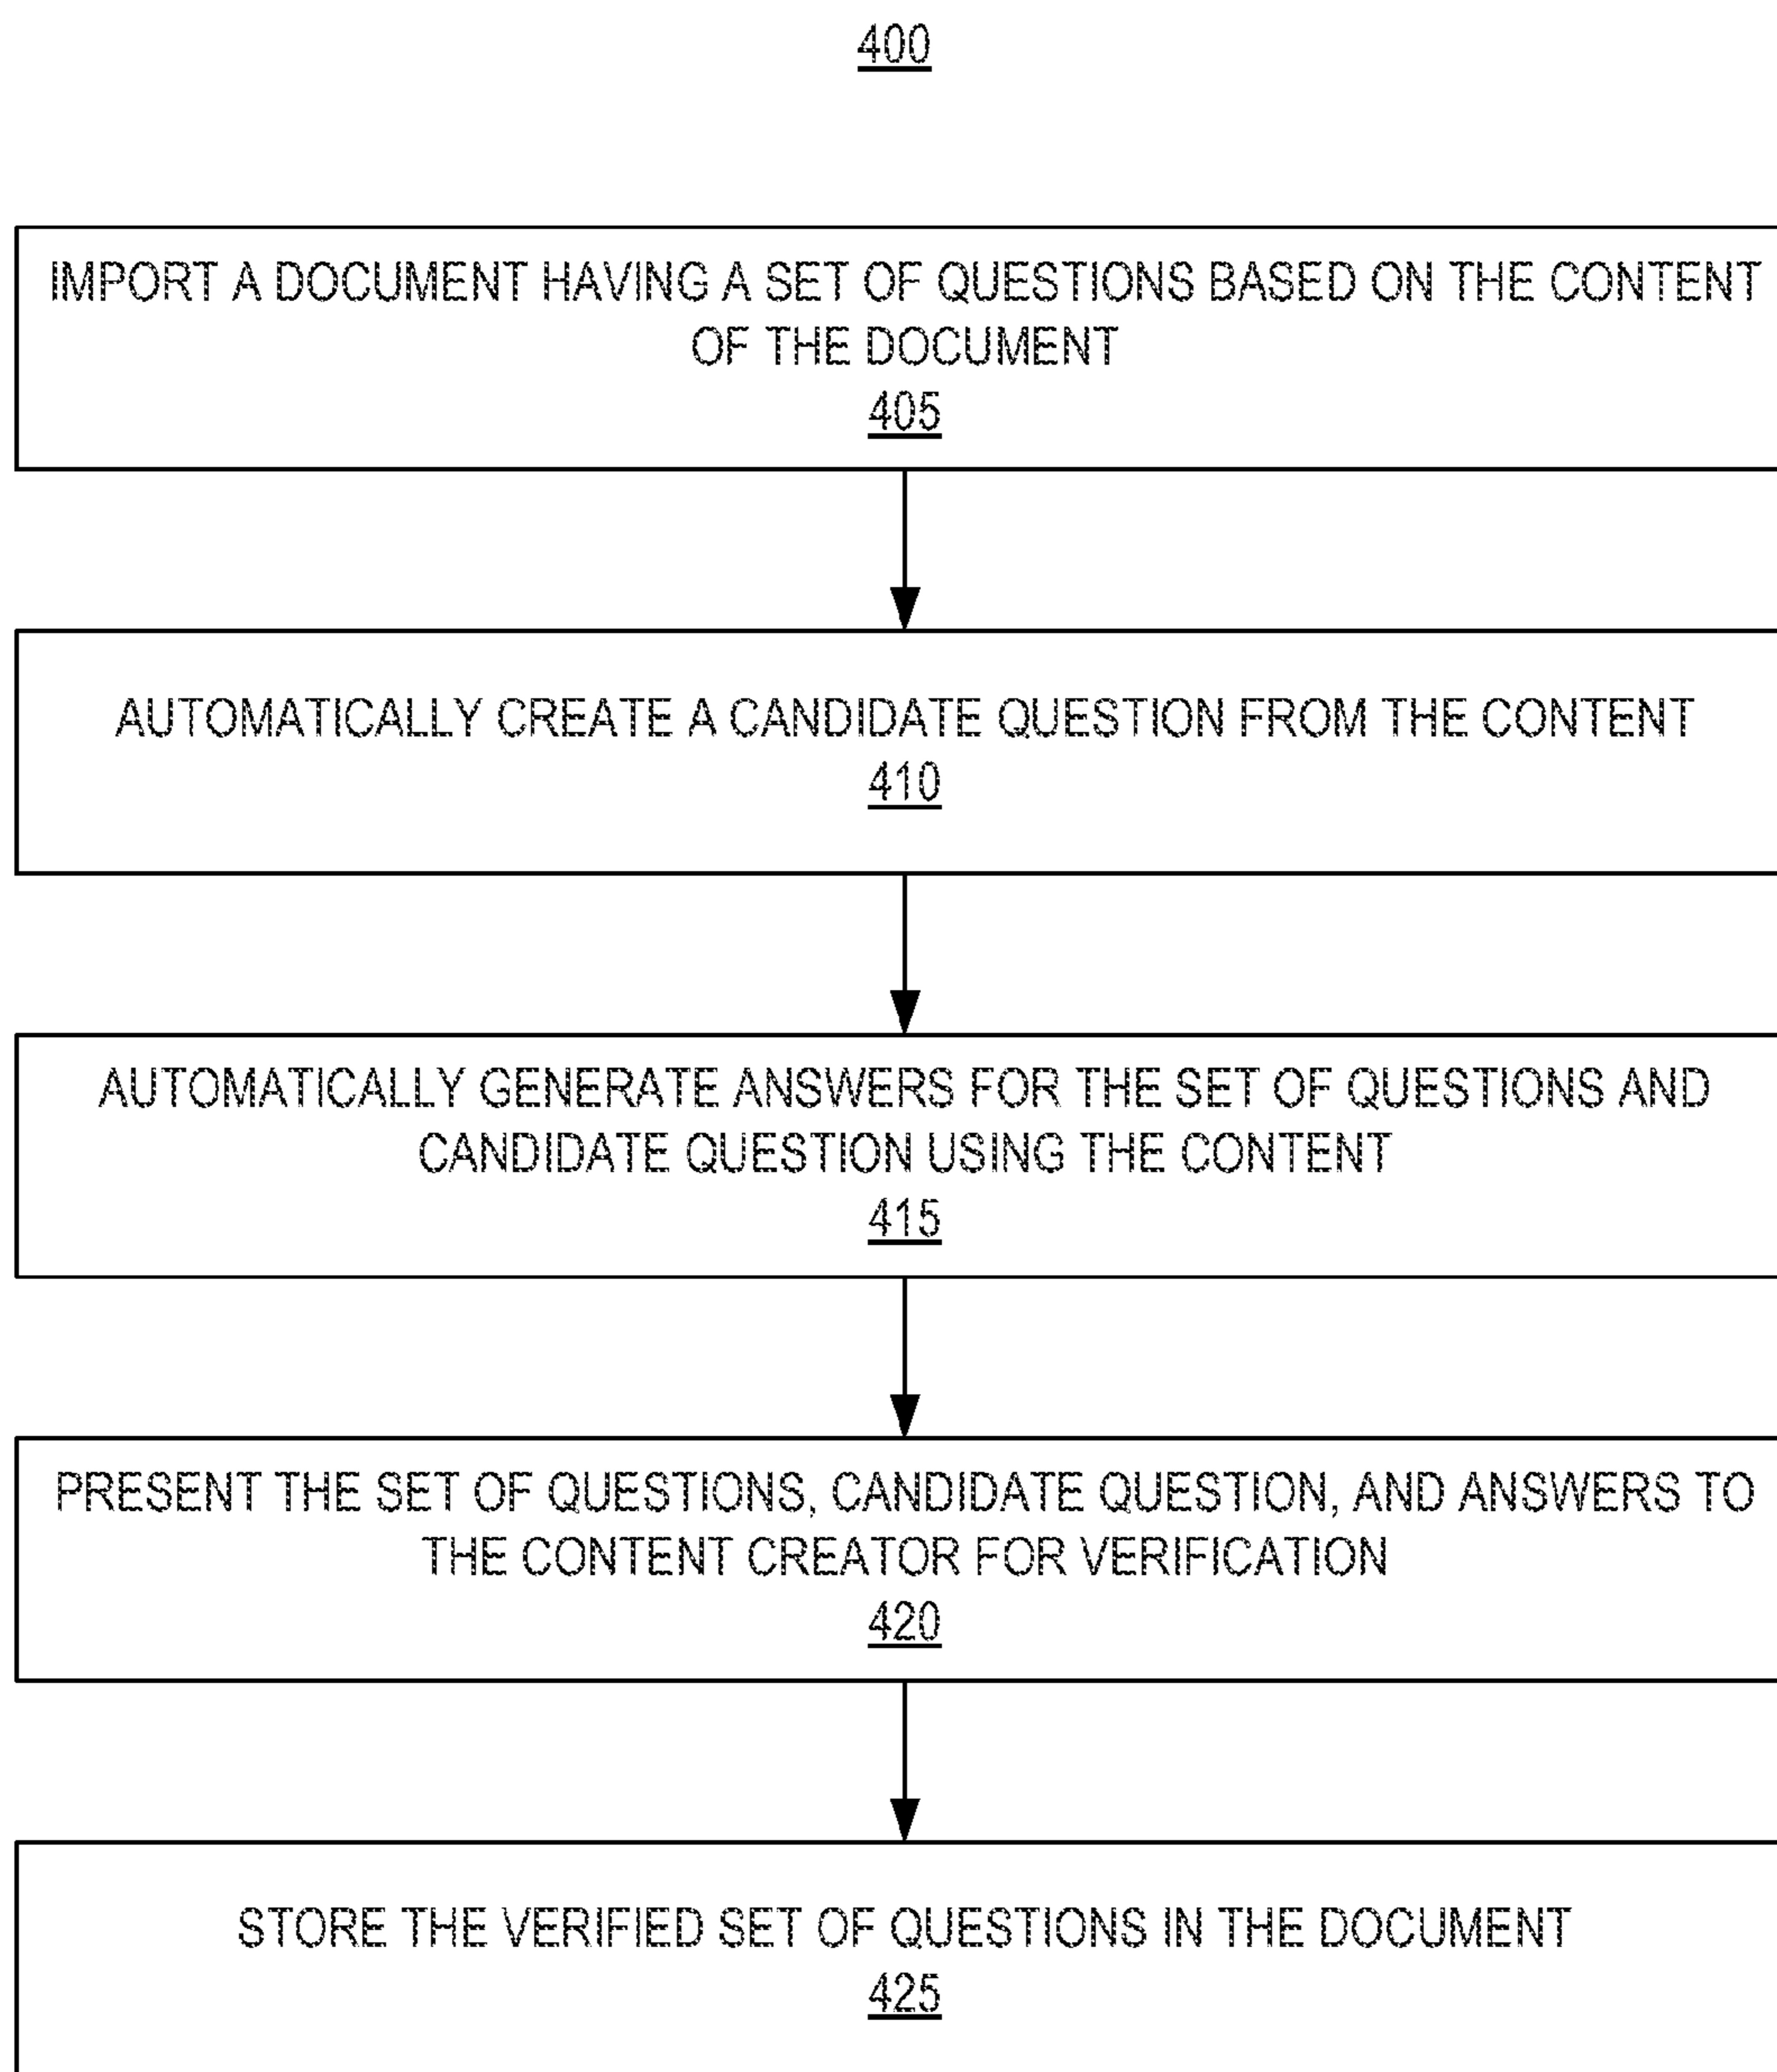 400
IMPORT A DOCUMENT HAVING A SET OF QUESTIONS BASED ON THE CONTENT
OF THE DOCUMENT
405
AUTOMATICALLY CREATE A CANDIDATE QUESTION FROM THE CONTENT
410
AUTOMATICALLY GENERATE ANSWERS FOR THE SET OF QUESTIONS AND
CANDIDATE QUESTION USING THE CONTENT
415
PRESENT THE SET OF QUESTIONS, CANDIDATE QUESTION, AND ANSWERS TO
THE CONTENT CREATOR FOR VERIFICATION
420
STORE THE VERIFIED SET OF QUESTIONS IN THE DOCUMENT
425